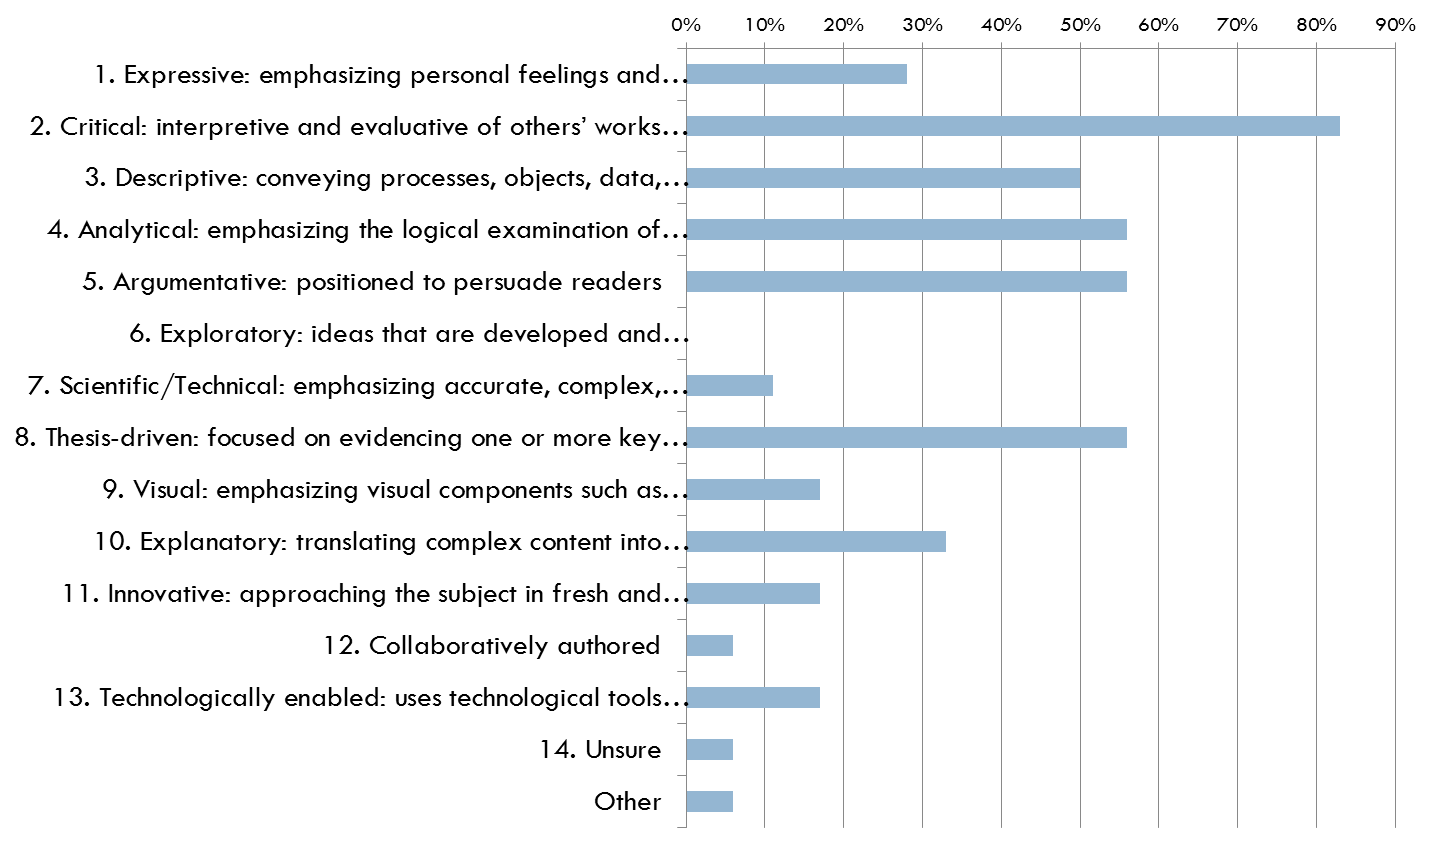 0% 10% 20% 30% 40% 50% 60% 70% 80% 90%
1. Expressive: emphasizing personal feelings and…
2. Critical: interpretive and evaluative of others’ works…
3. Descriptive: conveying processes, objects, data,…
4. Analytical: emphasizing the logical examination of…
5. Argumentative: positioned to persuade readers
6. Exploratory: ideas that are developed and…
7. Scientific/Technical: emphasizing accurate, complex,…
8. Thesis-driven: focused on evidencing one or more key…
9. Visual: emphasizing visual components such as…
10. Explanatory: translating complex content into…
11. Innovative: approaching the subject in fresh and…
12. Collaboratively authored
13. Technologically enabled: uses technological tools…
14. Unsure
Other